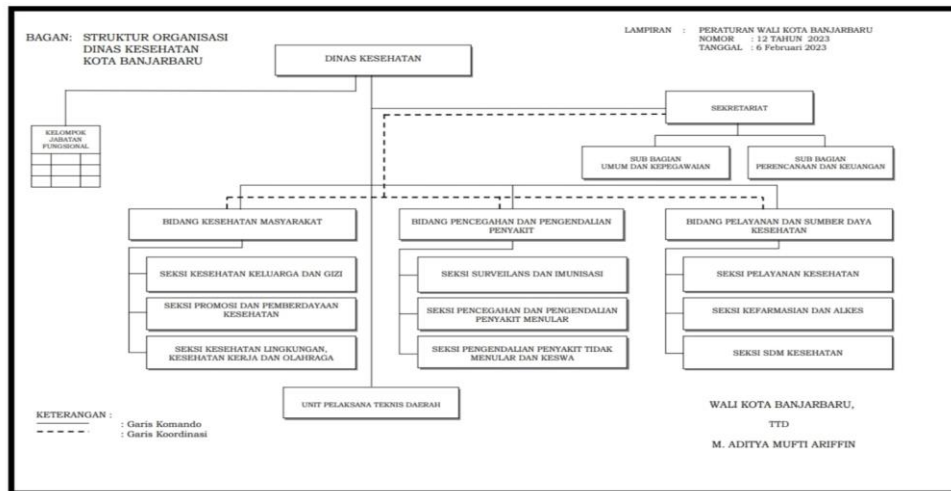 BAGAN: STRUKTUR ORGANISASI
DINAS KESEHATAN
KOTA BANJARBARU
LAMPIRAN : PERATURAN WALI KOTA BANJARBARU
NOMOR : 12 TAHUN 2023
TANGGAL : 6 Februari 2023
DINAS KESEHATAN
SEKRETARIAT
KELOMPOK
JABATAN
FUNGSIONAL
SUB BAGIAN
UMUM DAN KEPEGAWAIAN
SUB BAGIAN
PERENCANAAN DAN KEUANGAN
BIDANG KESEHATAN MASYARAKAT
BIDANG PENCEGAHAN DAN PENGENDALIAN
PENYAKIT
BIDANG PELAYANAN DAN SUMBER DAYA
KESEHATAN
SEKSI KESEHATAN KELUARGA DAN GIZI
SEKSI PROMOSI DAN PEMBERDAYAAN
KESEHATAN
SEKSI KESEHATAN LINGKUNGAN,
KESEHATAN KERJA DAN OLAHRAGA
SEKSI SURVEILANS DAN IMUNISASI
SEKSI PENCEGAHAN DAN PENGENDALIAN
PENYAKIT MENULAR
SEKSI PENGENDALIAN PENYAKIT TIDAK
MENULAR DAN KESWA
SEKSI PELAYANAN KESEHATAN
SEKSI KEFARMASIAN DAN ALKES
SEKSI SDM KESEHATAN
UNIT PELAKSANA TEKNIS DAERAH
KETERANGAN :
: Garis Komando
: Garis Koordinasi
WALI KOTA BANJARBARU,
TTD
M. ADITYA MUFTI ARIFFIN